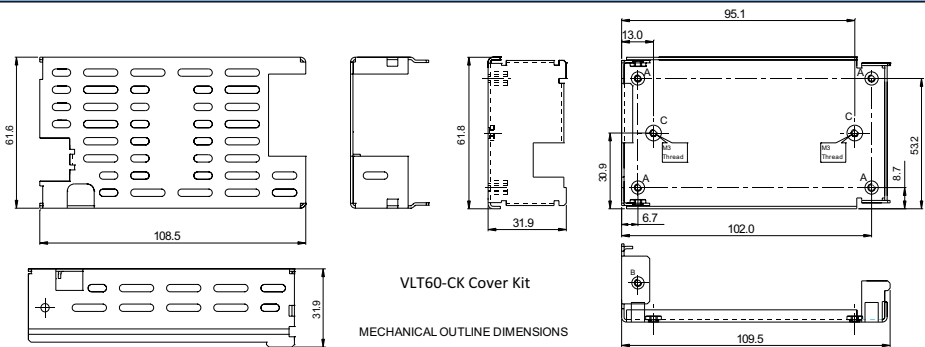 95.1
13.0
A
A
C
C
M3
Thread
M3
Thread
A
A
61.6
61.8
30.9
53.2
8.7
6.7
102.0
108.5
31.9
31.9
VLT60-CK Cover Kit
MECHANICAL OUTLINE DIMENSIONS
B
109.5